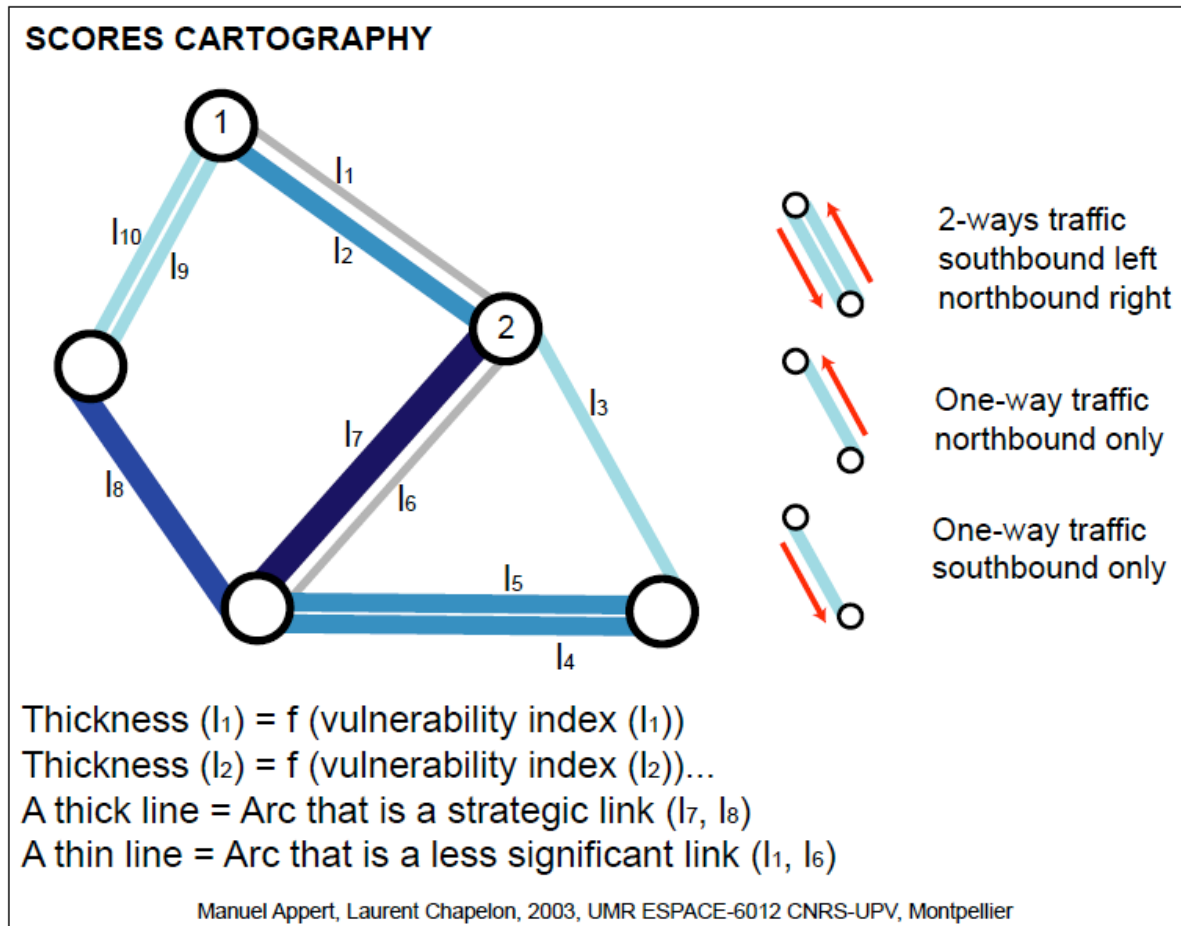 SCORES CARTOGRAPHY
1
l1
l2
l10
l9
2
l3
l7
l6
l8
l5
l4
2-ways traffic
southbound left
northbound right
One-way traffic
northbound only
One-way traffic
southbound only
Thickness (l1) = f (vulnerability index (l1))
Thickness (l2) = f (vulnerability index (l2))...
A thick line = Arc that is a strategic link (l7, l8)
A thin line = Arc that is a less significant link (l1, l6)
Manuel Appert, Laurent Chapelon, 2003, UMR ESPACE-6012 CNRS-UPV, Montpellier